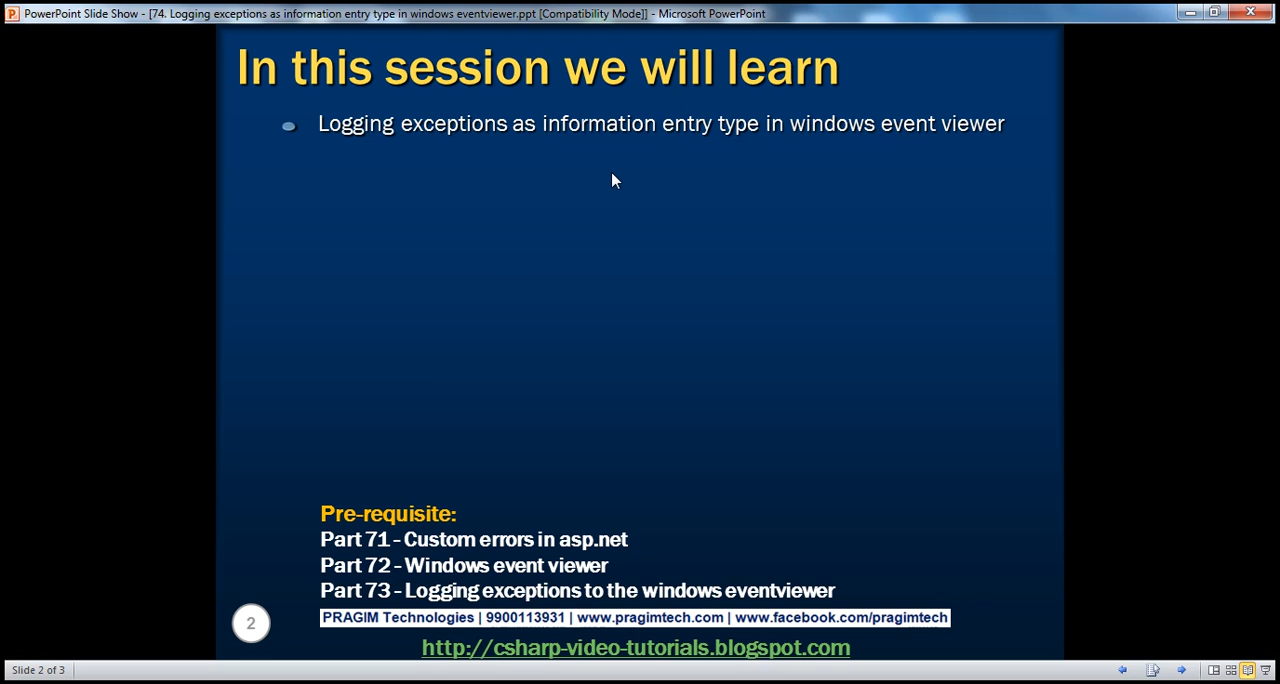 PowerPoint Slide Show - [74. Logging exceptions as information entry type in windows eventviewer.ppt [Compatibility Mode]] - Microsoft PowerPoint
In this session we will learn
Logging exceptions as information entry type in windows event viewer
Pre-requisite:
Part 71 - Custom errors in asp.net
Part 72 - Windows event viewer
Part 73 - Logging exceptions to the windows eventviewer
PRAGIM Technologies | 9900113931 | www.pragimtech.com | www.facebook.com/pragimtech
2
http://csharp-video-tutorials.blogspot.com
Slide 2 of 3